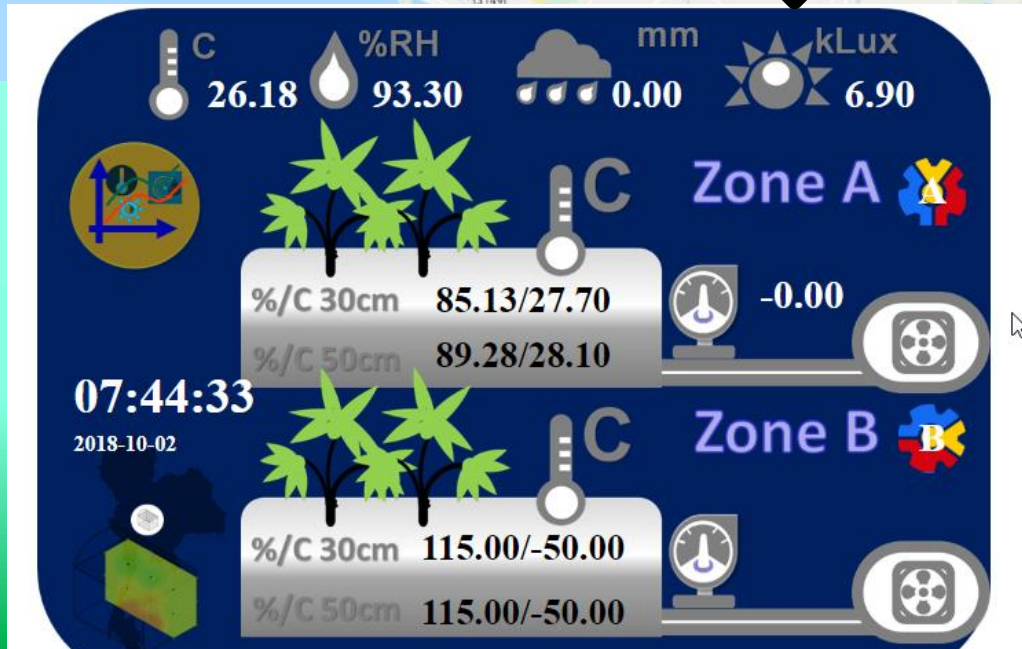 C %RH mm kLux
26.18 93.30 0.00 6.90
C Zone A A
%/C 30cm 85.13/27.70 -0.00
%/C 50cm 89.28/28.10
07:44:33
2018-10-02
C Zone B B
%/C 30cm 115.00/-50.00
%/C 50cm 115.00/-50.00